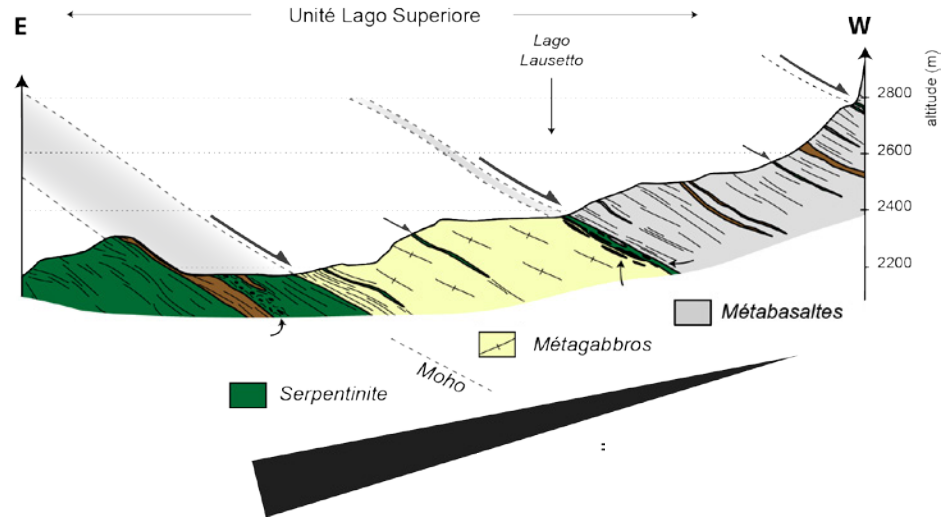 Unité Lago Superiore
E
W
Lago
Lausetto
altitude (m)
2800
2600
2400
2200
Métabasaltes
Métagabbros
Moho
Serpentinite
=